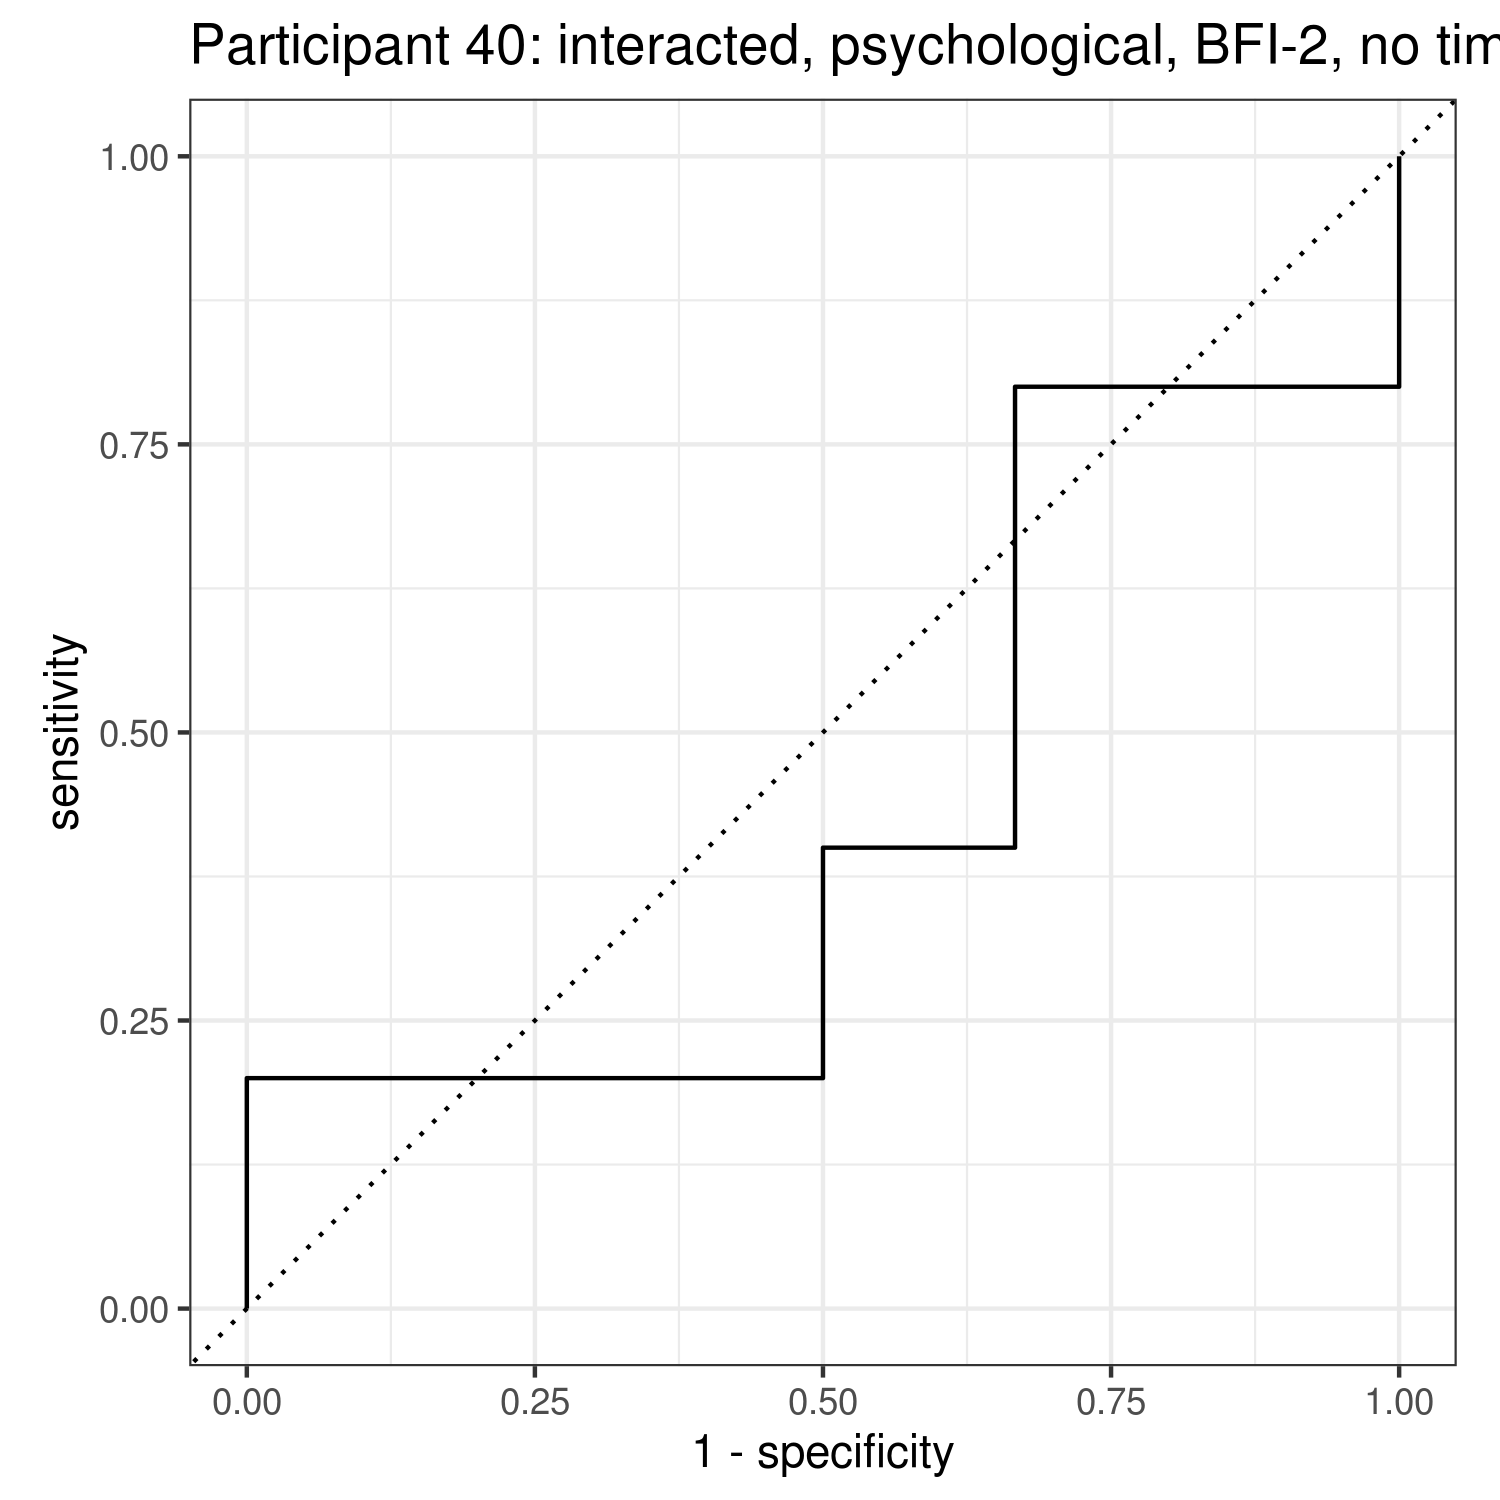 Participant 40: interacted, psychological, BFI-2, no tim
1.00
0.75
0.50
0.25
0.00
sensitivity
0.00 0.25 0.50 0.75 1.00
1 - specificity